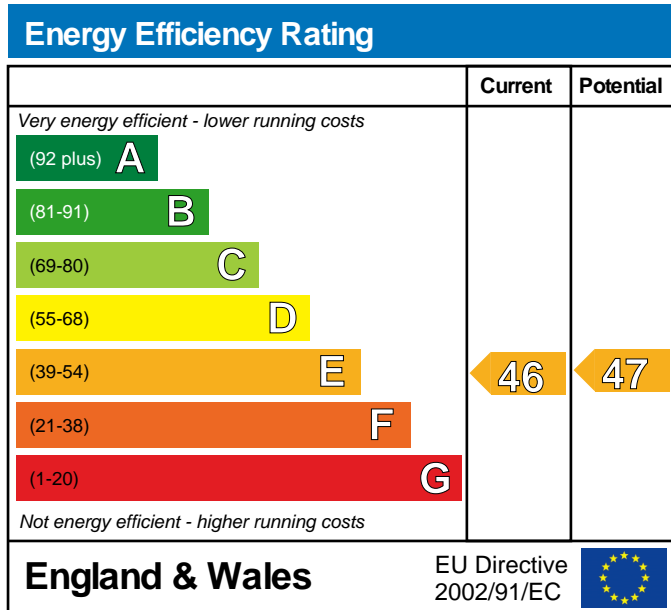 Energy Efficiency Rating
Current Potential
Very energy efficient - lower running costs
(92 plus) A
(81-91) B
(69-80) C
(55-68) D
(39-54) E 46 47
(21-38) F
(1-20) G
Not energy efficient - higher running costs
England & Wales
EU Directive
2002/91/EC